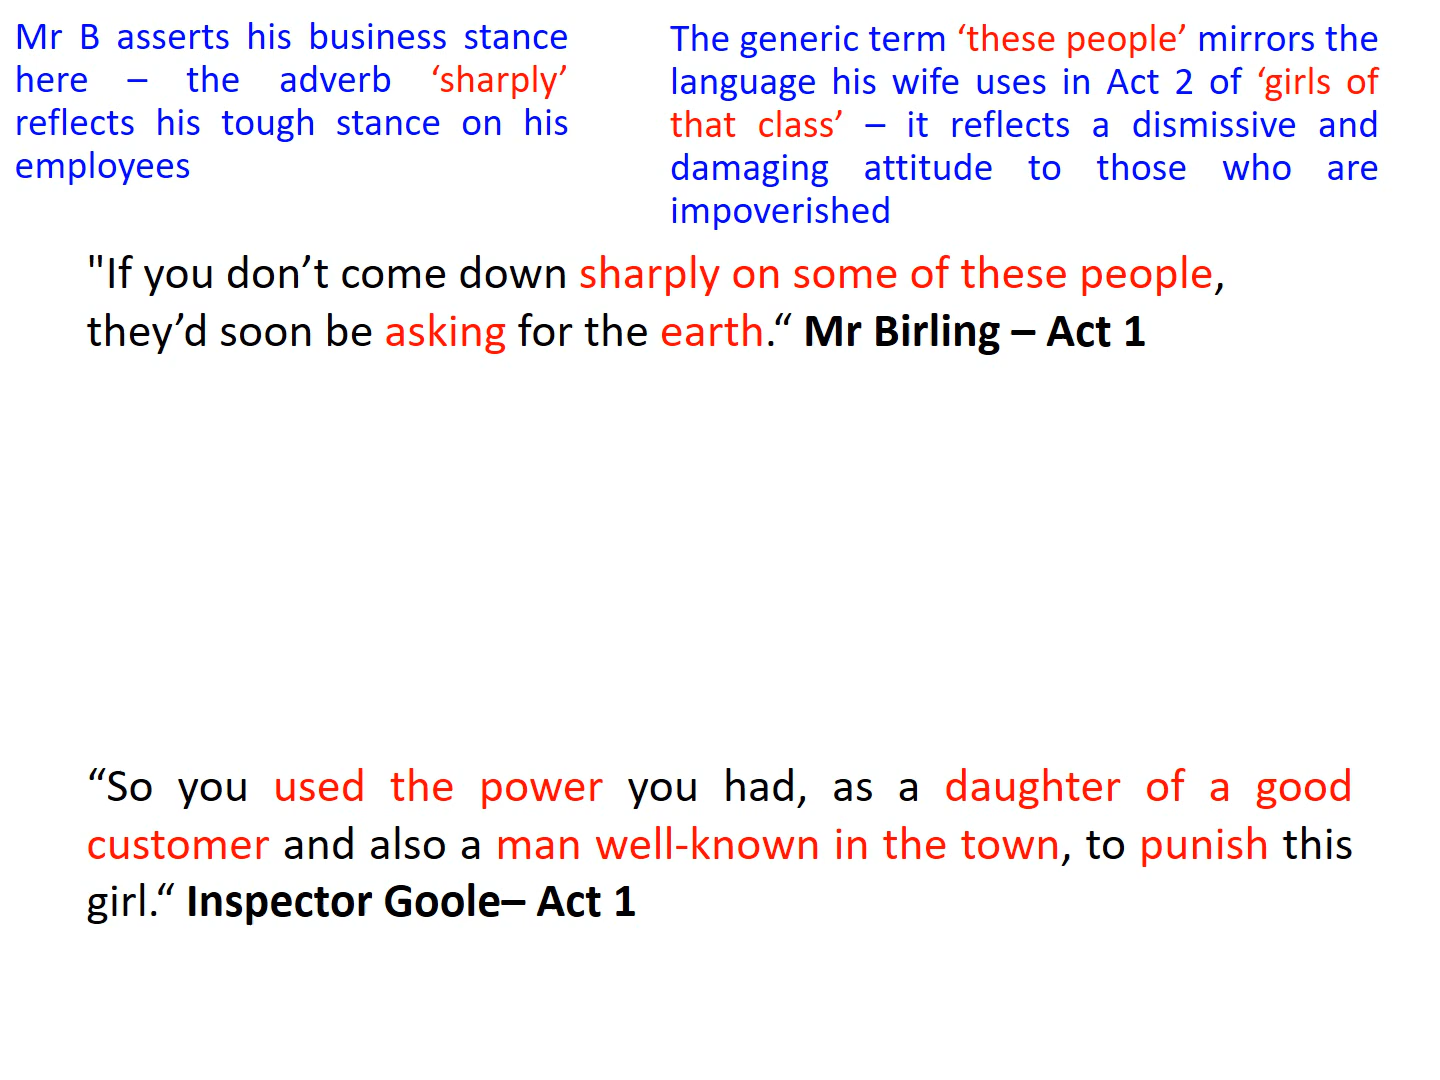 Mr B asserts his business stance
here – the adverb ‘sharply’
reflects his tough stance on his
employees
The generic term ‘these people’ mirrors the
language his wife uses in Act 2 of ‘girls of
that class’ – it reflects a dismissive and
damaging attitude to those who are
impoverished
"If you don’t come down sharply on some of these people,
they’d soon be asking for the earth.“ Mr Birling – Act 1
“So you used the power you had, as a daughter of a good
customer and also a man well-known in the town, to punish this
girl.“ Inspector Goole– Act 1